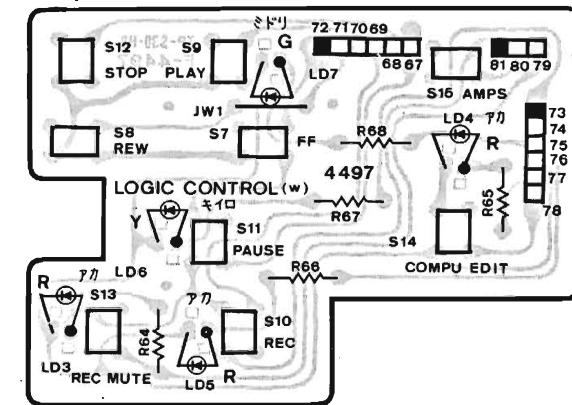 ミドリ
S12
STOP
S9
PLAY
G
LD7
72 71 70 69
68 67
S16 AMPS
81 80 79
JW1
S8
REW
S7
FF
R68
LD4 アカ
R
73
74
75
76
77
78
4497
R67
R65
LOGIC CONTROL (W)
キイロ
Y
S11
PAUSE
S14
COMPU EDIT
LD6
R66
R アカ
S13
アカ
R64
S10
REC
LD3
REC MUTE
LD5
R